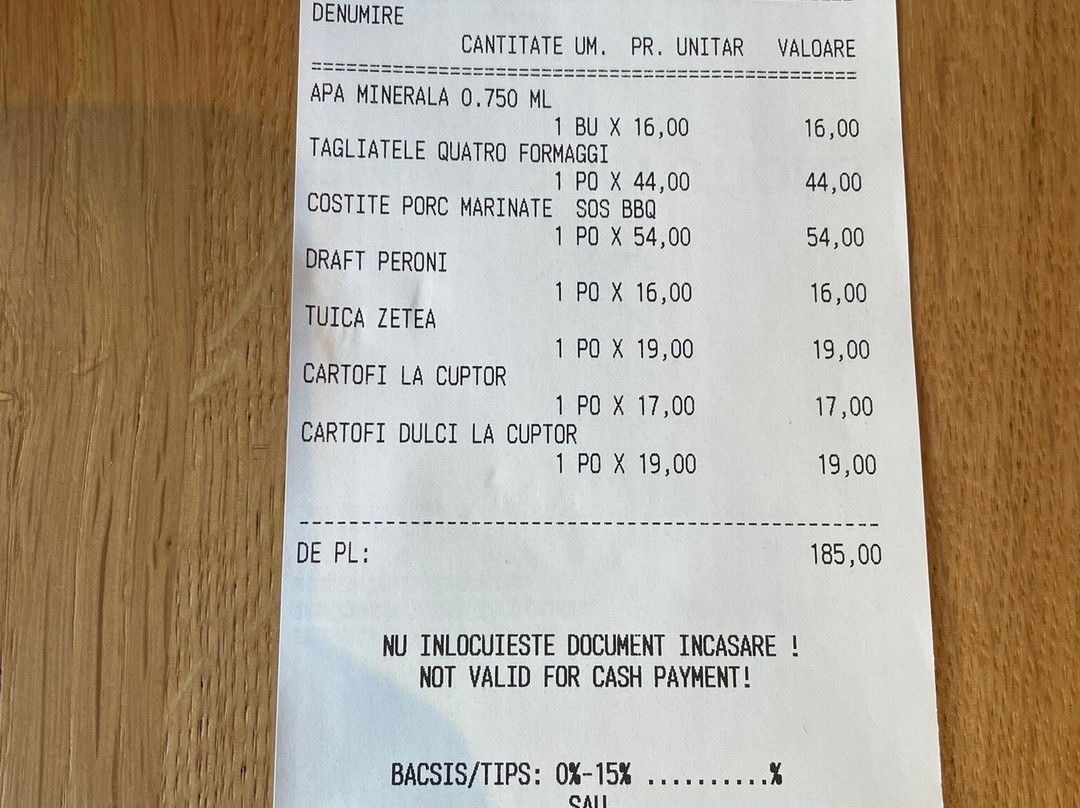 DENUMIRE
CANTITATE UM. PR. UNITAR VALOARE
==================================================
APA MINERALA 0.750 ML
1 BU X 16,00 16,00
TAGLIATELE QUATRO FORMAGGI
1 PO X 44,00 44,00
COSTITE PORC MARINATE SOS BBQ
1 PO X 54,00 54,00
DRAFT PERONI
1 PO X 16,00 16,00
TUICA ZETEA
1 PO X 19,00 19,00
CARTOFI LA CUPTOR
1 PO X 17,00 17,00
CARTOFI DULCI LA CUPTOR
1 PO X 19,00 19,00
--------------------------------------------------
DE PL: 185,00
NU INLOCUIESTE DOCUMENT INCASARE !
NOT VALID FOR CASH PAYMENT!
BACSIS/TIPS: 0%-15% ..........%
SAU